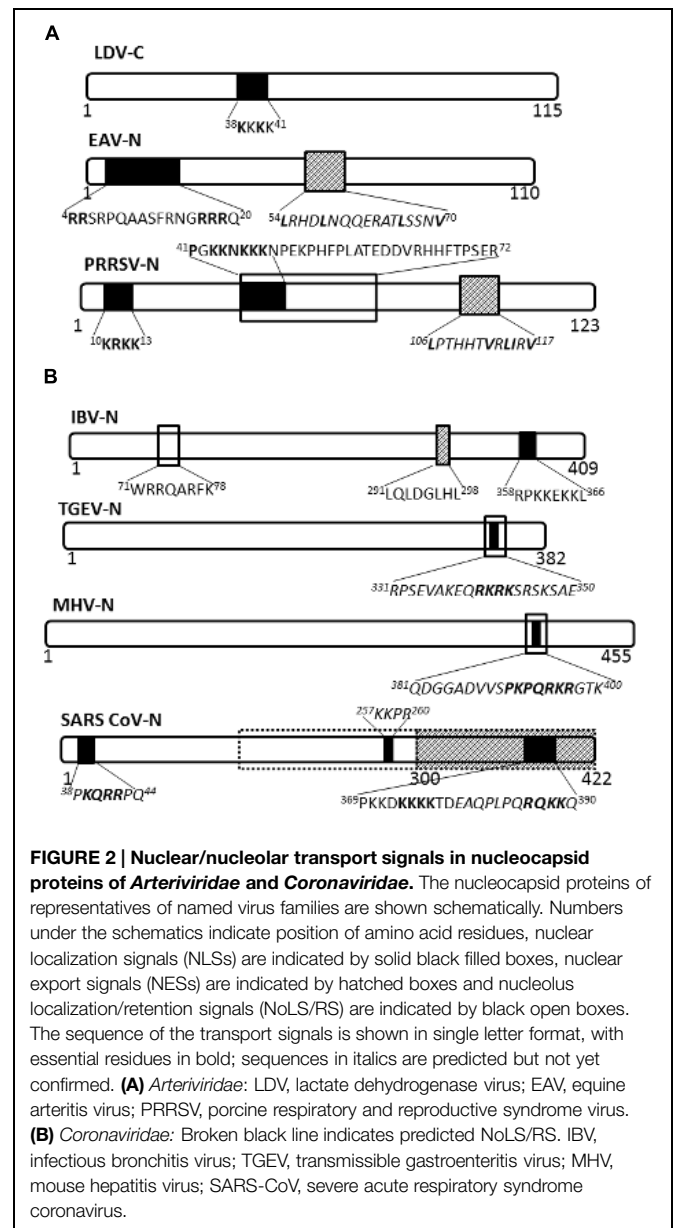 A
LDV-C
1 115
³⁸KKKK⁴¹
EAV-N
1 110
⁴RRSRPQAASFRNGRRRQ²⁰ ⁵⁴LRHDLNQQERATLSSNV⁷⁰
⁴¹PGKKNKKKNPEKPHFPLATEDDVRHHFTPSER⁷²
PRRSV-N
1 123
¹⁰KRKK¹³ ¹⁰⁶LPTHHTVRLIRV¹¹⁷
B
IBV-N
1 409
⁷¹WRRQARFK⁷⁸ ²⁹¹LQLDGLHL²⁹⁸ ³⁵⁸RPKKEKKL³⁶⁶
TGEV-N
1 382
³³¹RPSEVAKEQRKRKSRSKSAE³⁵⁰
MHV-N
1 455
³⁸¹QDGGADVVSPKPQRKRGTK⁴⁰⁰
²⁵⁷KKPR²⁶⁰
SARS CoV-N
1 300 422
³⁸PKQRRPQ⁴⁴ ³⁶⁹PKKDKKKKTDEAQPLPQRQKKQ³⁹⁰
FIGURE 2 | Nuclear/nucleolar transport signals in nucleocapsid
proteins of Arteriviridae and Coronaviridae. The nucleocapsid proteins of
representatives of named virus families are shown schematically. Numbers
under the schematics indicate position of amino acid residues, nuclear
localization signals (NLSs) are indicated by solid black filled boxes, nuclear
export signals (NESs) are indicated by hatched boxes and nucleolus
localization/retention signals (NoLS/RS) are indicated by black open boxes.
The sequence of the transport signals is shown in single letter format, with
essential residues in bold; sequences in italics are predicted but not yet
confirmed. (A) Arteriviridae: LDV, lactate dehydrogenase virus; EAV, equine
arteritis virus; PRRSV, porcine respiratory and reproductive syndrome virus.
(B) Coronaviridae: Broken black line indicates predicted NoLS/RS. IBV,
infectious bronchitis virus; TGEV, transmissible gastroenteritis virus; MHV,
mouse hepatitis virus; SARS-CoV, severe acute respiratory syndrome
coronavirus.